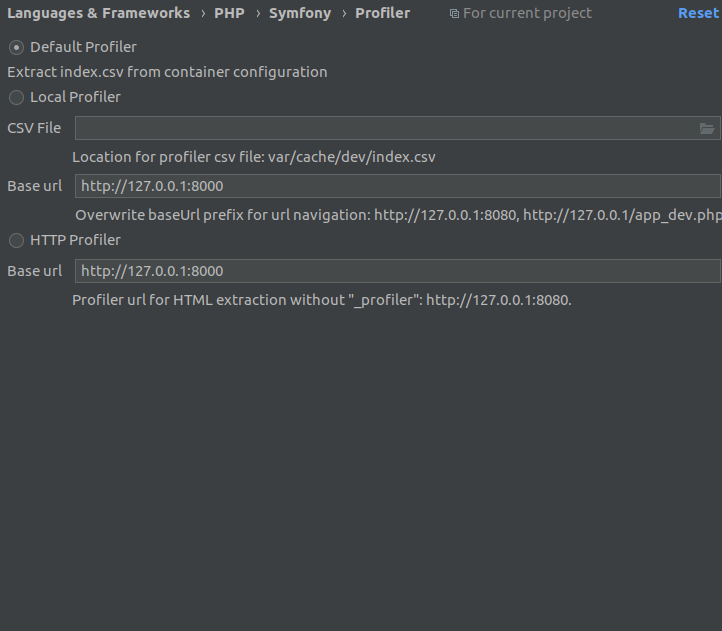 Languages & Frameworks › PHP › Symfony › Profiler For current project Reset
Default Profiler
Extract index.csv from container configuration
Local Profiler
CSV File
Location for profiler csv file: var/cache/dev/index.csv
Base url http://127.0.0.1:8000
Overwrite baseUrl prefix for url navigation: http://127.0.0.1:8080, http://127.0.0.1/app_dev.php
HTTP Profiler
Base url http://127.0.0.1:8000
Profiler url for HTML extraction without "_profiler": http://127.0.0.1:8080.